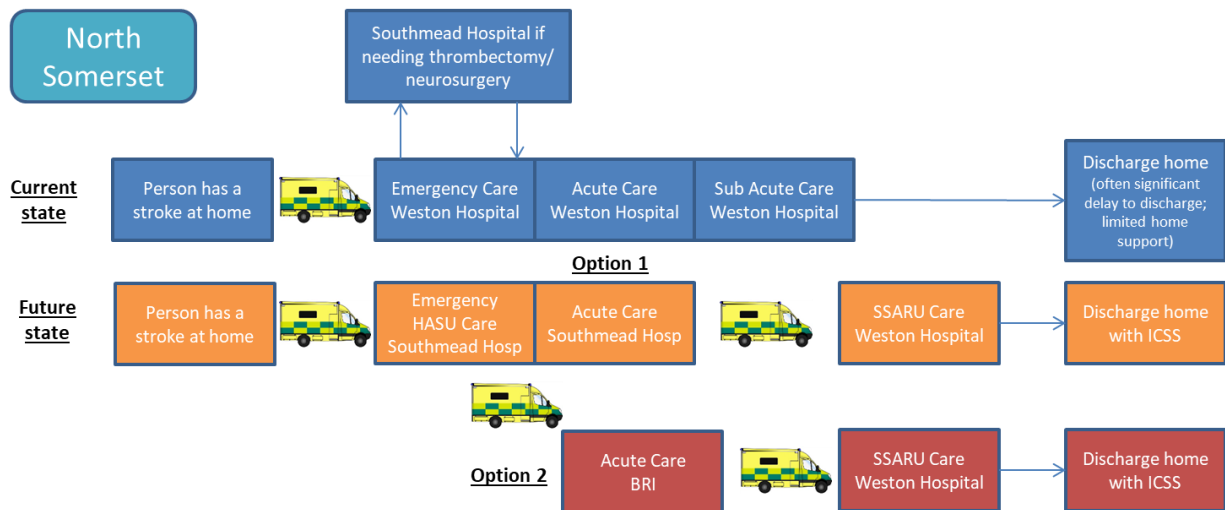 North
Somerset
Southmead Hospital if
needing thrombectomy/
neurosurgery
Current
state
Person has a
stroke at home
Emergency Care
Weston Hospital
Acute Care
Weston Hospital
Sub Acute Care
Weston Hospital
Discharge home
(often significant
delay to discharge;
limited home
support)
Option 1
Future
state
Person has a
stroke at home
Emergency
HASU Care
Southmead Hosp
Acute Care
Southmead Hosp
SSARU Care
Weston Hospital
Discharge home
with ICSS
Option 2
Acute Care
BRI
SSARU Care
Weston Hospital
Discharge home
with ICSS